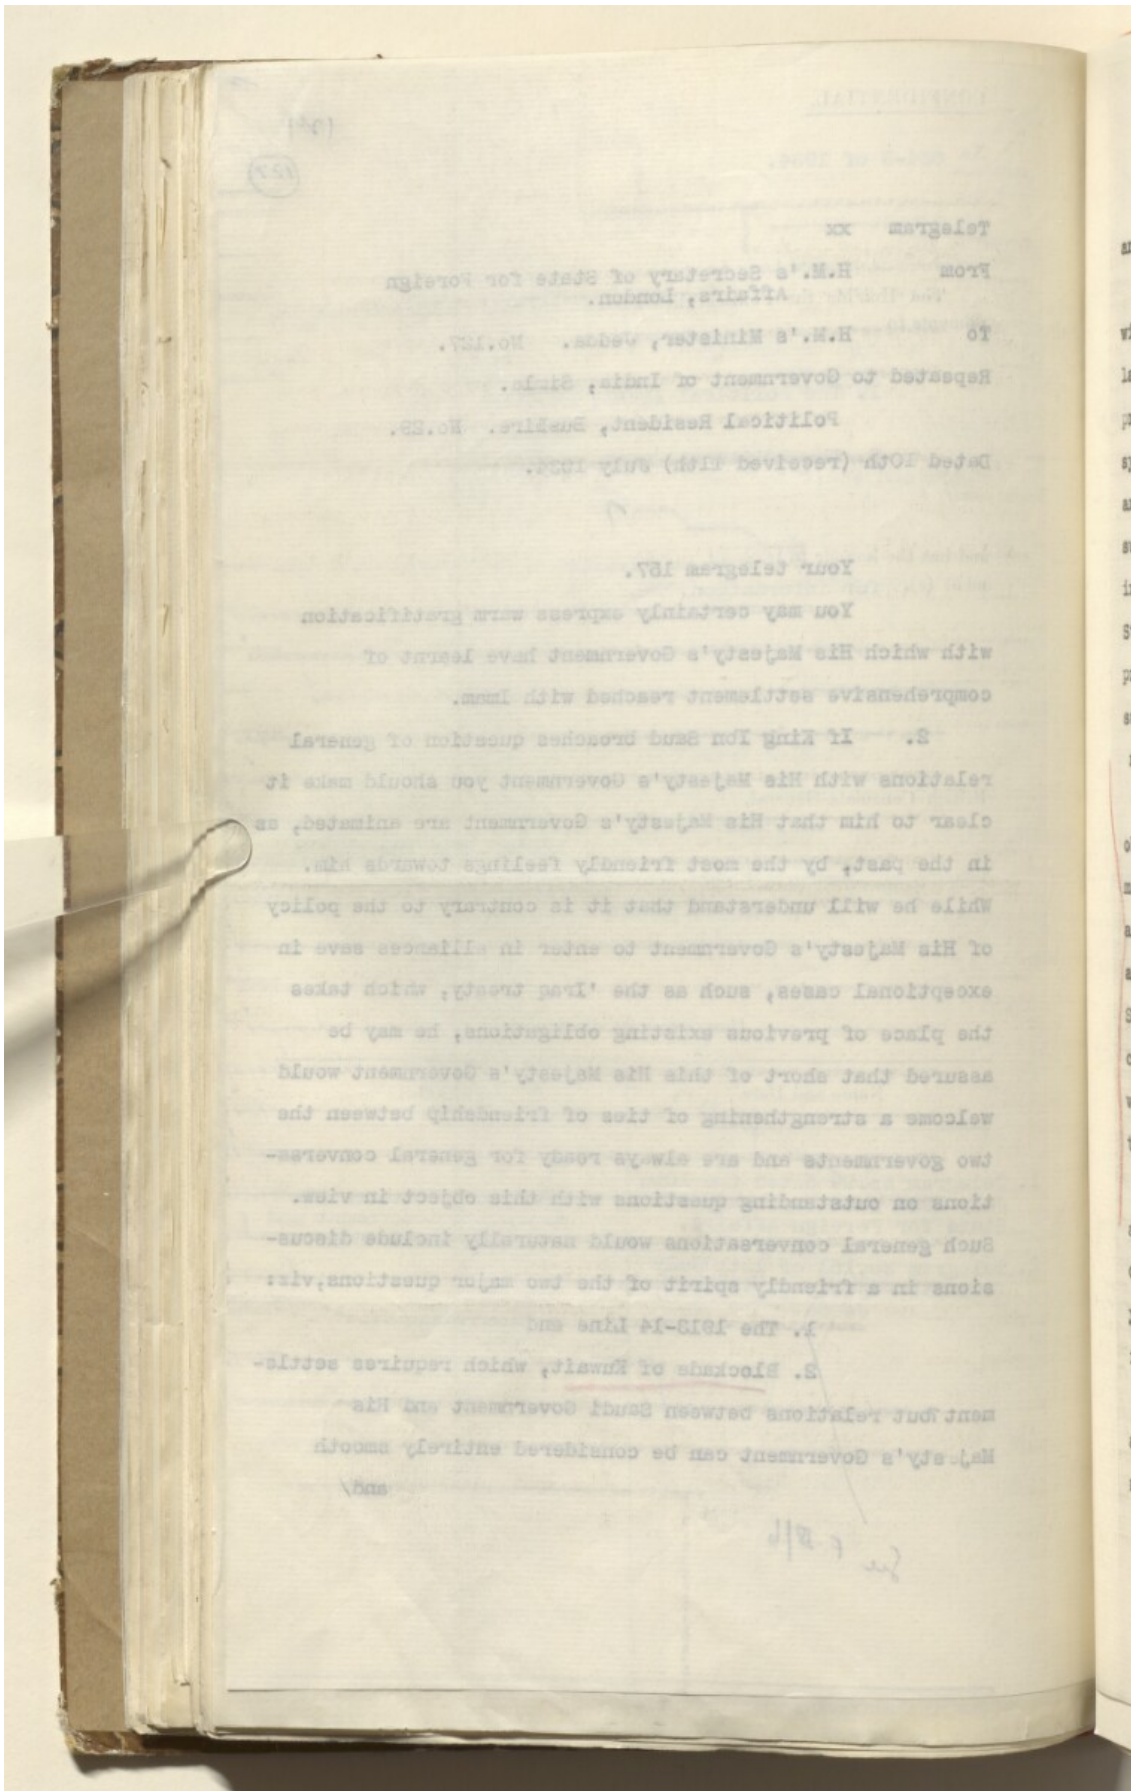 Telegram xx
From H.M.'s Secretary of State for Foreign
Affairs, London.
To H.M.'s Minister, Jedda. No.127.
Repeated to Government of India, Simla.
Political Resident, Bushire. No.29.
Dated 10th (received 11th) July 1934.
Your telegram 157.
You may certainly express warm gratification
with which His Majesty's Government have learnt of
comprehensive settlement reached with Imam.
2. If King Ibn Saud broaches question of general
relations with His Majesty's Government you should make it
clear to him that His Majesty's Government are animated, as
in the past, by the most friendly feelings towards him.
While he will understand that it is contrary to the policy
of His Majesty's Government to enter in alliances save in
exceptional cases, such as the 'Iraq treaty, which takes
the place of previous existing obligations, he may be
assured that short of this His Majesty's Government would
welcome a strengthening of ties of friendship between the
two governments and are always ready for general conversa-
tions on outstanding questions with this object in view.
Such general conversations would naturally include discus-
sions in a friendly spirit of the two major questions,viz:
1. The 1913-14 Line and
2. Blockade of Kuwait, which requires settle-
ment but relations between Saudi Government and His
Majesty's Government can be considered entirely smooth
and/
See F